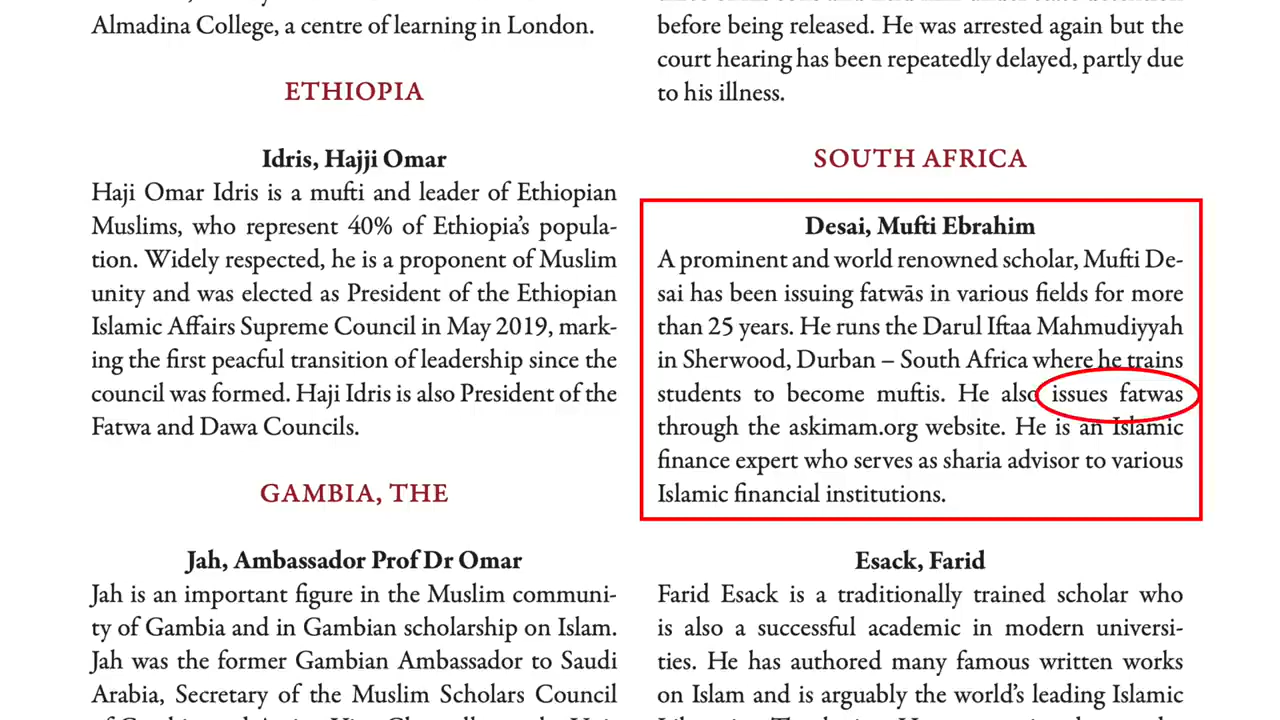 Almadina College, a centre of learning in London.
ETHIOPIA
Idris, Hajji Omar
Haji Omar Idris is a mufti and leader of Ethiopian
Muslims, who represent 40% of Ethiopia's popula-
tion. Widely respected, he is a proponent of Muslim
unity and was elected as President of the Ethiopian
Islamic Affairs Supreme Council in May 2019, mark-
ing the first peacful transition of leadership since the
council was formed. Haji Idris is also President of the
Fatwa and Dawa Councils.
GAMBIA, THE
Jah, Ambassador Prof Dr Omar
Jah is an important figure in the Muslim communi-
ty of Gambia and in Gambian scholarship on Islam.
Jah was the former Gambian Ambassador to Saudi
Arabia, Secretary of the Muslim Scholars Council
before being released. He was arrested again but the
court hearing has been repeatedly delayed, partly due
to his illness.
SOUTH AFRICA
Desai, Mufti Ebrahim
A prominent and world renowned scholar, Mufti De-
sai has been issuing fatwās in various fields for more
than 25 years. He runs the Darul Iftaa Mahmudiyyah
in Sherwood, Durban – South Africa where he trains
students to become muftis. He also issues fatwas
through the askimam.org website. He is an Islamic
finance expert who serves as sharia advisor to various
Islamic financial institutions.
Esack, Farid
Farid Esack is a traditionally trained scholar who
is also a successful academic in modern universi-
ties. He has authored many famous written works
on Islam and is arguably the world's leading Islamic